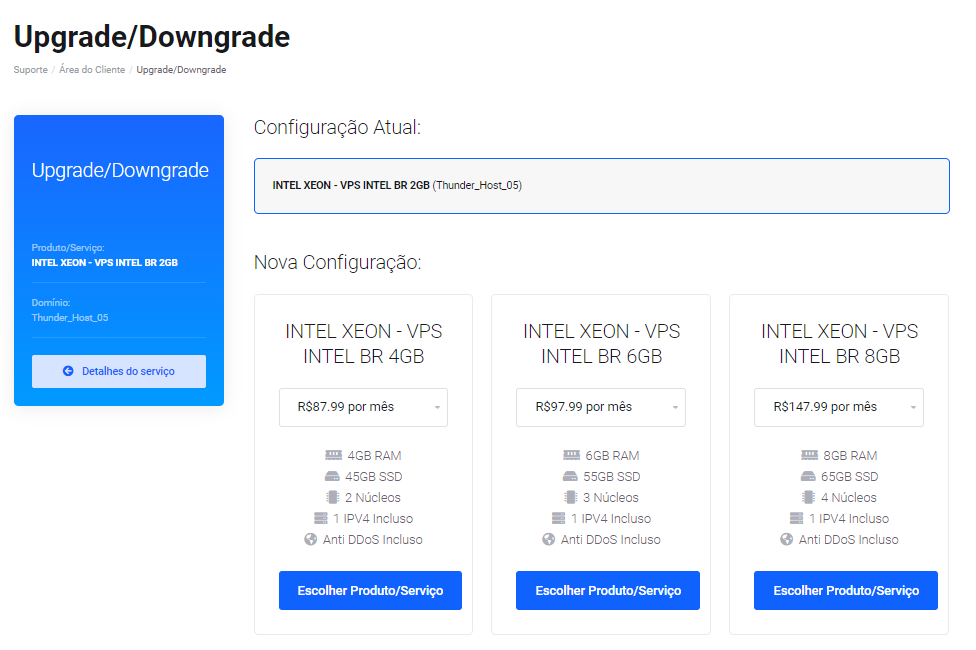 Upgrade/Downgrade
Suporte / Área do Cliente / Upgrade/Downgrade
Upgrade/Downgrade
Produto/Serviço:
INTEL XEON - VPS INTEL BR 2GB
Domínio:
Thunder_Host_05
Detalhes do serviço
Configuração Atual:
INTEL XEON - VPS INTEL BR 2GB (Thunder_Host_05)
Nova Configuração:
INTEL XEON - VPS
INTEL BR 4GB
R$87.99 por mês
4GB RAM
45GB SSD
2 Núcleos
1 IPV4 Incluso
Anti DDoS Incluso
Escolher Produto/Serviço
INTEL XEON - VPS
INTEL BR 6GB
R$97.99 por mês
6GB RAM
55GB SSD
3 Núcleos
1 IPV4 Incluso
Anti DDoS Incluso
Escolher Produto/Serviço
INTEL XEON - VPS
INTEL BR 8GB
R$147.99 por mês
8GB RAM
65GB SSD
4 Núcleos
1 IPV4 Incluso
Anti DDoS Incluso
Escolher Produto/Serviço